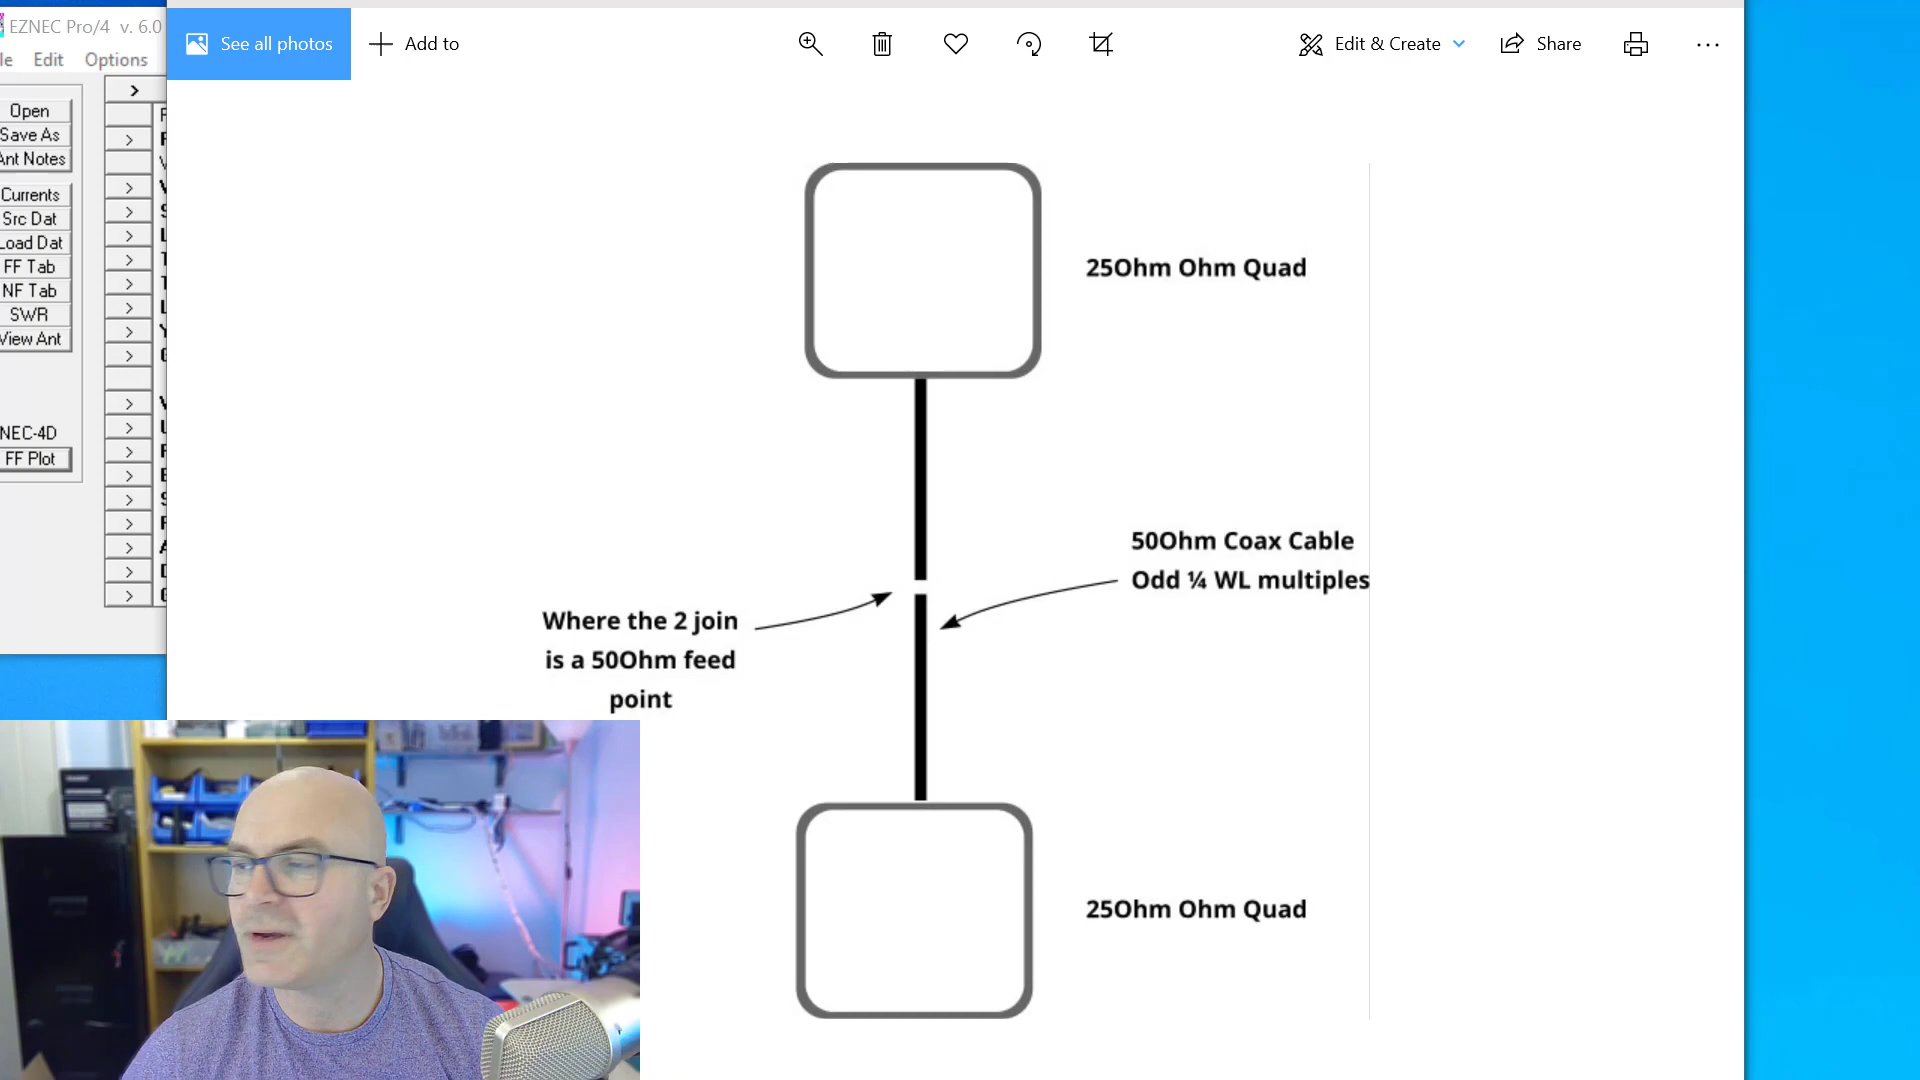 EZNEC Pro/4 v. 6.0
See all photos
Add to
Edit & Create
Share
Edit
Options
Open
Save As
Ant Notes
Currents
Src Dat
Load Dat
FF Tab
NF Tab
SWR
View Ant
NEC-4D
FF Plot
25Ohm Ohm Quad
50Ohm Coax Cable
Odd ¼ WL multiples
Where the 2 join
is a 50Ohm feed
point
25Ohm Ohm Quad